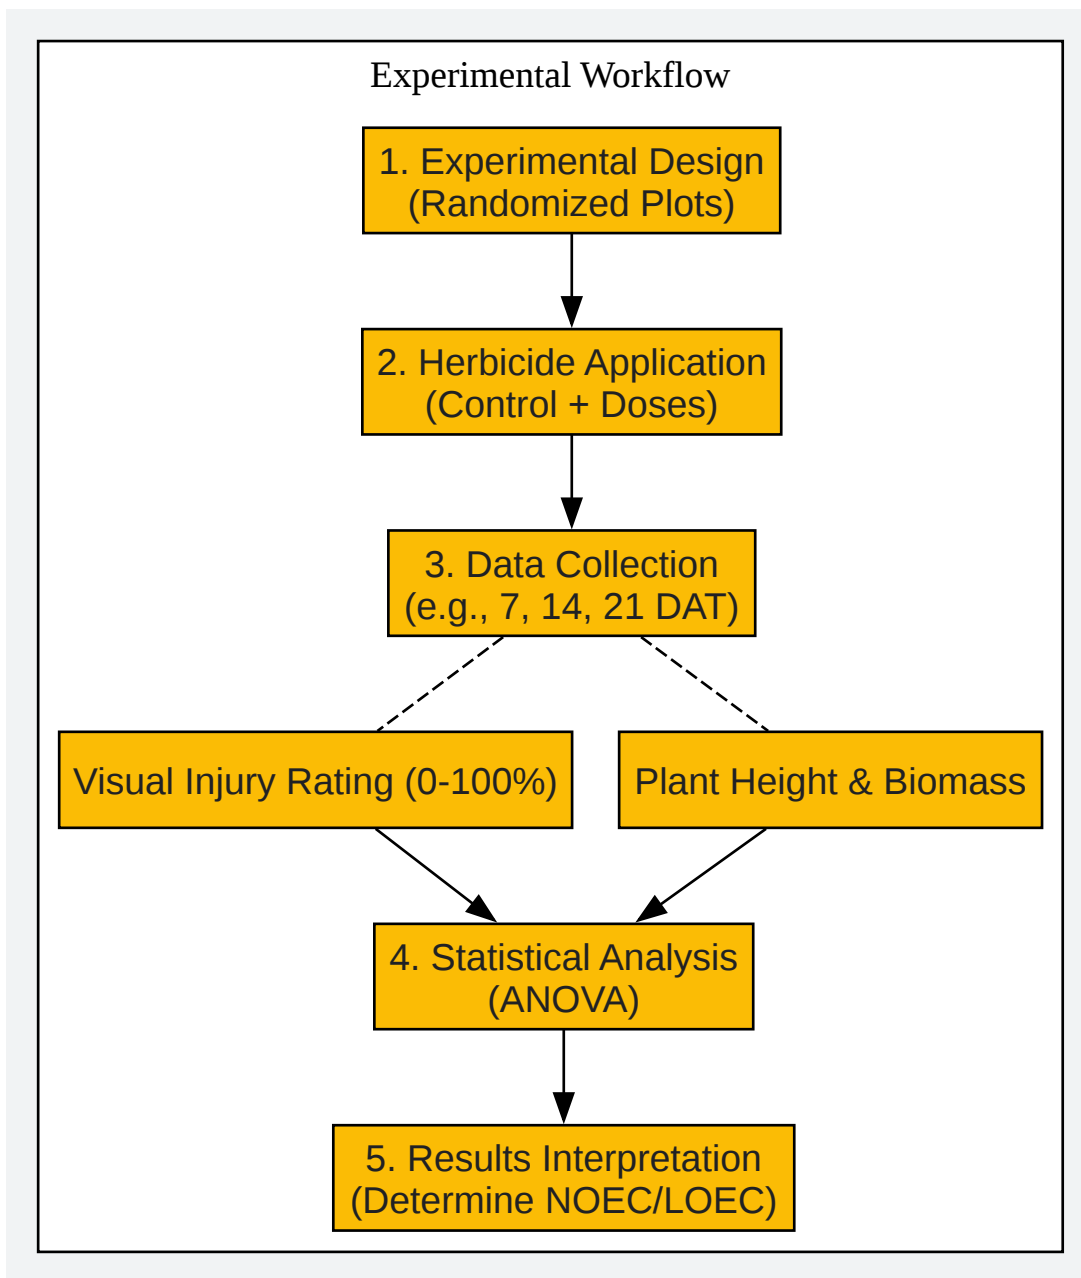 Experimental Workflow
1. Experimental Design
(Randomized Plots)
2. Herbicide Application
(Control + Doses)
3. Data Collection
(e.g., 7, 14, 21 DAT)
Visual Injury Rating (0-100%)
Plant Height & Biomass
4. Statistical Analysis
(ANOVA)
5. Results Interpretation
(Determine NOEC/LOEC)